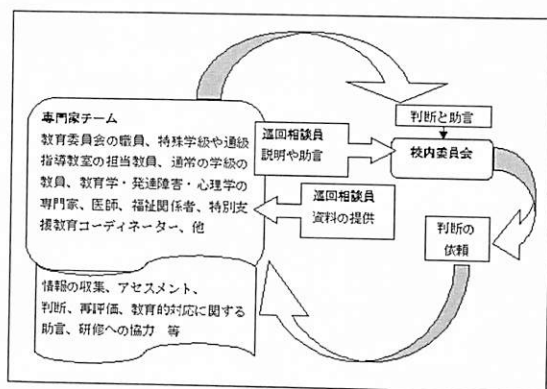 専門家チーム
教育委員会の職員、特殊学級や通級
指導教室の担当教員、通常の学級の
教員、教育学・発達障害・心理学の
専門家、医師、福祉関係者、特別支
援教育コーディネーター、他
情報の収集、アセスメント、
判断、再評価、教育的対応に関する
助言、研修への協力 等
巡回相談員
説明や助言
巡回相談員
資料の提供
判断と助言
校内委員会
判断の
依頼